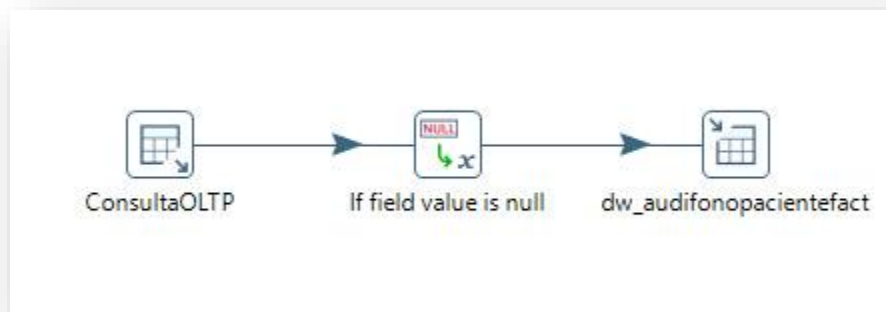 NULL
x
ConsultaOLTP
If field value is null
dw_audifonopacientefact